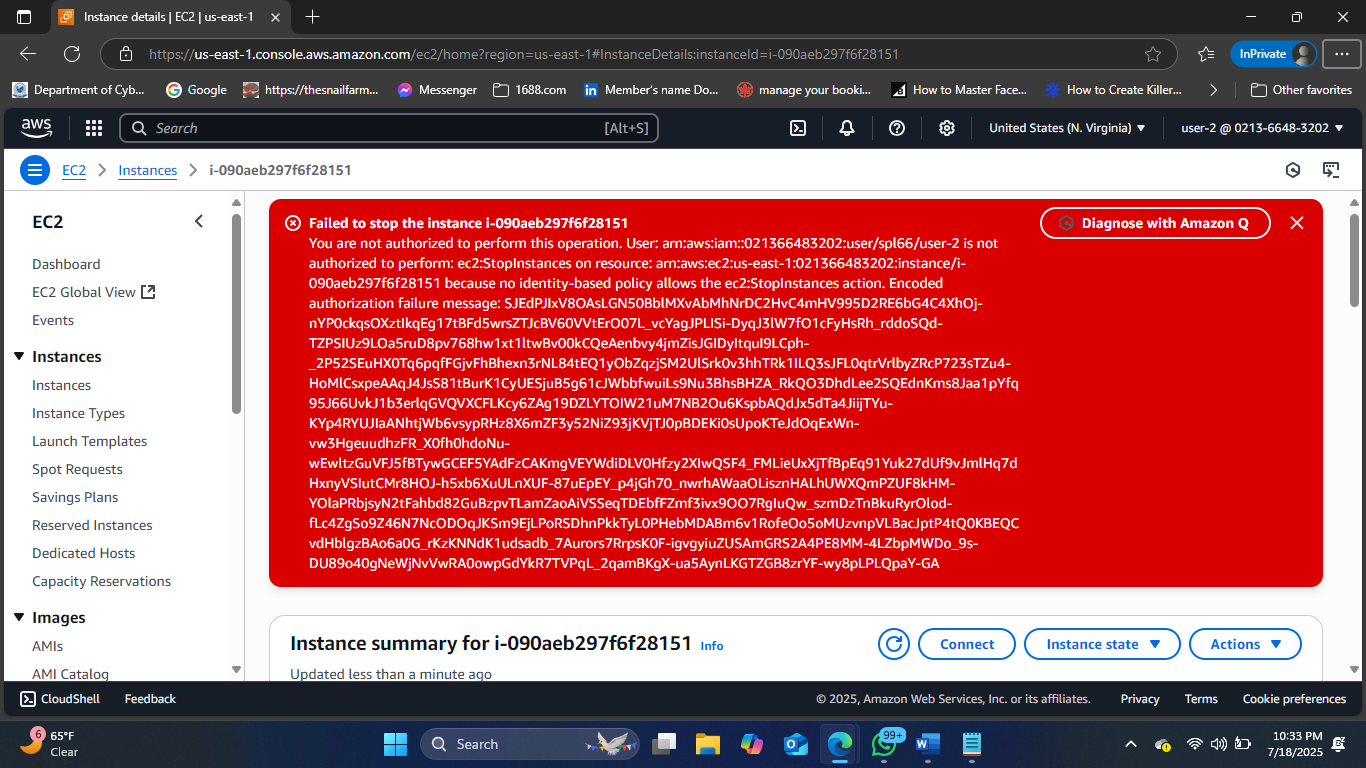 Instance details | EC2 | us-east-1
https://us-east-1.console.aws.amazon.com/ec2/home?region=us-east-1#InstanceDetails:instanceId=i-090aeb297f6f28151
InPrivate
Department of Cyb...
Google
https://thesnailfarm...
Messenger
1688.com
Member's name Do...
manage your booki...
How to Master Face...
How to Create Killer...
Other favorites
aws
Search
[Alt+S]
United States (N. Virginia)
user-2 @ 0213-6648-3202
EC2
Instances
i-090aeb297f6f28151
EC2
Dashboard
EC2 Global View
Events
Instances
Instances
Instance Types
Launch Templates
Spot Requests
Savings Plans
Reserved Instances
Dedicated Hosts
Capacity Reservations
Images
AMIs
AMI Catalog
Failed to stop the instance i-090aeb297f6f28151
Diagnose with Amazon Q
You are not authorized to perform this operation. User: arn:aws:iam::021366483202:user/spl66/user-2 is not
authorized to perform: ec2:StopInstances on resource: arn:aws:ec2:us-east-1:021366483202:instance/i-
090aeb297f6f28151 because no identity-based policy allows the ec2:StopInstances action. Encoded
authorization failure message: SJEdPJIxV8OAsLGN50BblMXvAbMhNrDC2HvC4mHV995D2RE6bG4C4XhOj-
nYP0ckqsOXztIkqEg17tBFd5wrsZTJcBV60VVtErO07L_vcYagJPLISi-DyqJ3lW7fO1cFyHsRh_rddoSQd-
TZPSIUz9LOa5ruD8pv768hw1xt1ltwBv00kCQeAenbvy4jmZisJGIDyItquI9LCph-
_2P52SEuHX0Tq6pqfFGjvFhBhexn3rNL84tEQ1yObZqzjSM2UlSrk0v3hhTRk1ILQ3sJFL0qtrVrlbyZRcP723sTZu4-
HoMlCsxpeAAqJ4JsS81tBurK1CyUESjuB5g61cJWbbfwuiLs9Nu3BhsBHZA_RkQO3DhdLee2SQEdnKms8Jaa1pYfq
95J66UvkJ1b3erlqGVQVXCFLKcy6ZAg19DZLYTOIW21uM7NB2Ou6KspbAQdJx5dTa4JiijTYu-
KYp4RYUJIaANhtjWb6vsypRHz8X6mZF3y52NiZ93jKVjTJ0pBDEKi0sUpoKTeJdOqExWn-
vw3HgeuudhzFR_X0fh0hdoNu-
wEwltzGuVFJ5fBTywGCEF5YAdFzCAKmgVEYWdiDLV0Hfzy2XIwQSF4_FMLieUxXjTfBpEq91Yuk27dUf9vJmlHq7d
HxnyVSIutCMr8HOJ-h5xb6XuULnXUF-87uEpEY_p4jGh70_nwrhAWaaOLisznHALhUWXQmPZUF8kHM-
YOlaPRbjsyN2tFahbd82GuBzpvTLamZaoAiVSSeqTDEbfFZmf3ivx9OO7RgIuQw_szmDzTnBkuRyrOlod-
fLc4ZgSo9Z46N7NcODOqJKSm9EjLPoRSDhnPkkTyL0PHebMDABm6v1RofeOo5oMUzvnpVLBacJptP4tQ0KBEQC
vdHblgzBAo6a0G_rKzKNNdK1udsadb_7Aurors7RrpsK0F-igvgyiuZUSAmGRS2A4PE8MM-4LZbpMWDo_9s-
DU89o40gNeWjNvVwRA0owpGdYkR7TVPqL_2qamBKgX-ua5AynLKGTZGB8zrYF-wy8pLPLQpaY-GA
Instance summary for i-090aeb297f6f28151
Info
Connect
Instance state
Actions
Updated less than a minute ago
CloudShell
Feedback
© 2025, Amazon Web Services, Inc. or its affiliates.
Privacy
Terms
Cookie preferences
6
65°F
Clear
Search
99+
10:33 PM
7/18/2025